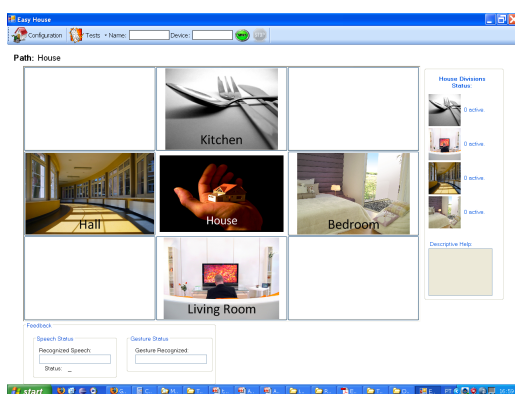 Easy House
Configuration Tests Name: Device:
Path: House
Kitchen
Hall
House
Bedroom
Living Room
House Divisions
Status:
0 active.
0 active.
0 active.
0 active.
Descriptive Help
Feedback
Speech Status
Recognized Speech:
Status: _
Gesture Status
Gesture Recognized:
start
PT